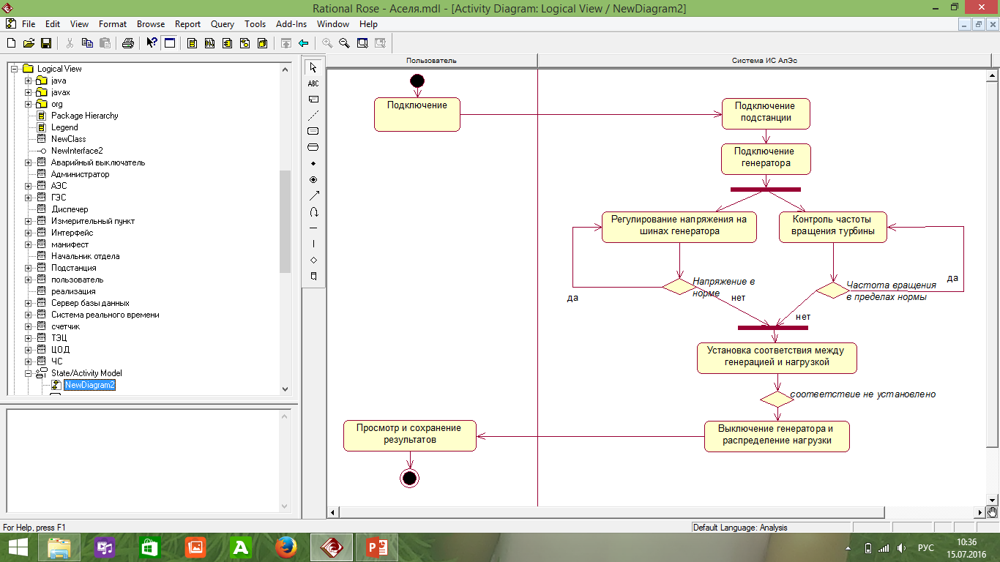 Rational Rose - Аселя.mdl - [Activity Diagram: Logical View / NewDiagram2]
File Edit View Format Browse Report Query Tools Add-Ins Window Help
Logical View
java
javax
org
Package Hierarchy
Legend
NewClass
NewInterface2
Аварийный выключатель
Администратор
АЭС
ГЭС
Диспечер
Измерительный пункт
Интерфейс
манифест
Начальник отдела
Подстанция
пользователь
реализация
Сервер базы данных
Система реального времени
счетчик
ТЭЦ
ЦОД
ЧС
State/Activity Model
NewDiagram2
ABC
Пользователь
Система ИС АлЭс
Подключение
Подключение
подстанции
Подключение
генератора
Регулирование напряжения на
шинах генератора
Контроль частоты
вращения турбины
Напряжение в
норме
да
нет
Частота вращения
в пределах нормы
да
нет
Установка соответствия между
генерацией и нагрузкой
соответствие не установлено
Выключение генератора и
распределение нагрузки
Просмотр и сохранение
результатов
For Help, press F1
Default Language: Analysis
РУС
10:36
15.07.2016